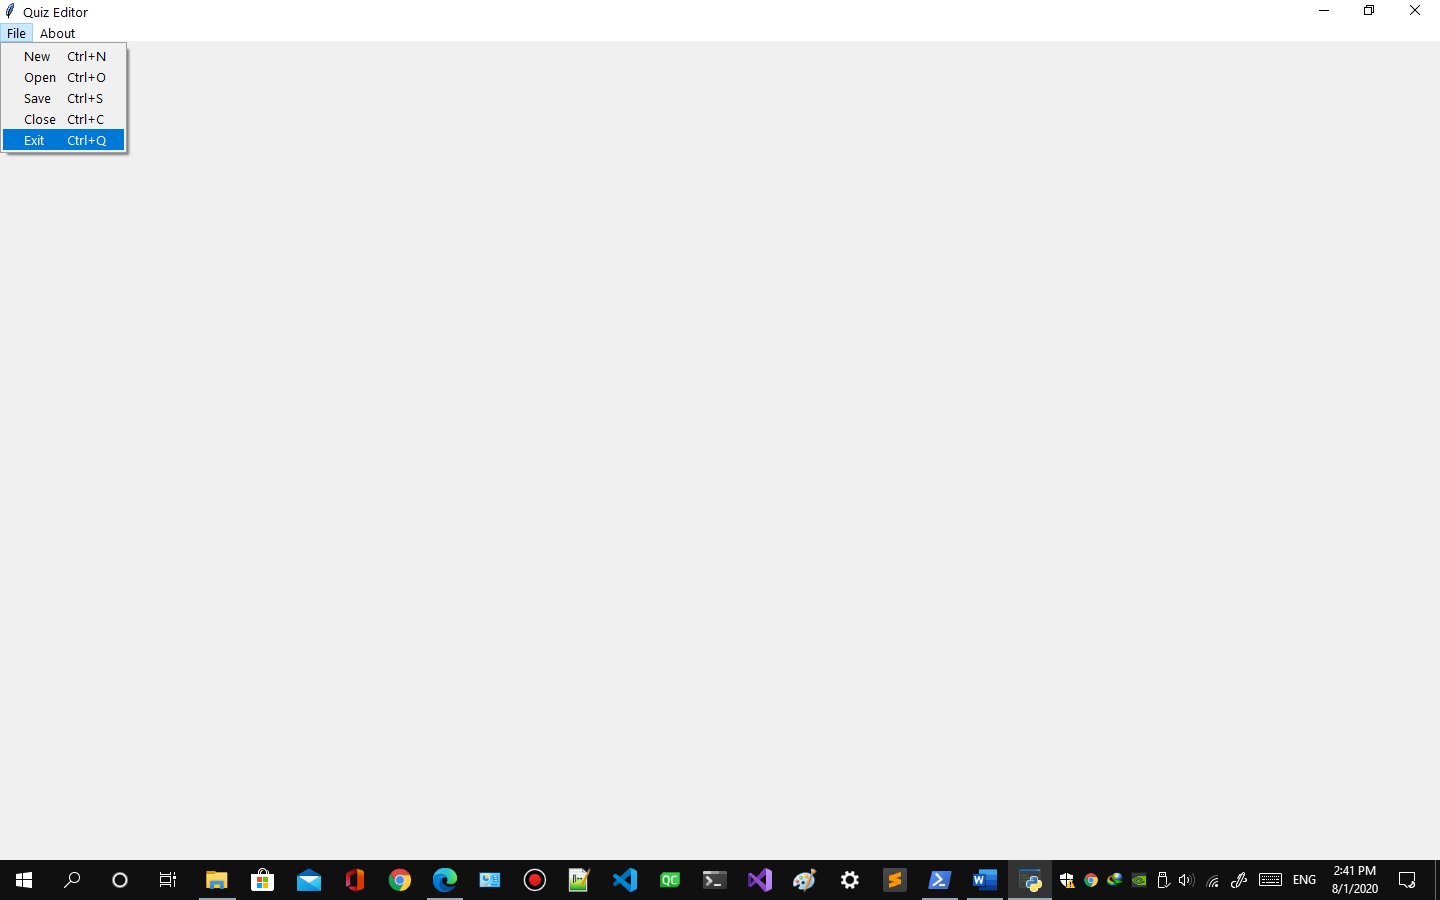 Quiz Editor
File About
New Ctrl+N
Open Ctrl+O
Save Ctrl+S
Close Ctrl+C
Exit Ctrl+Q
QC
W
ENG
2:41 PM
8/1/2020